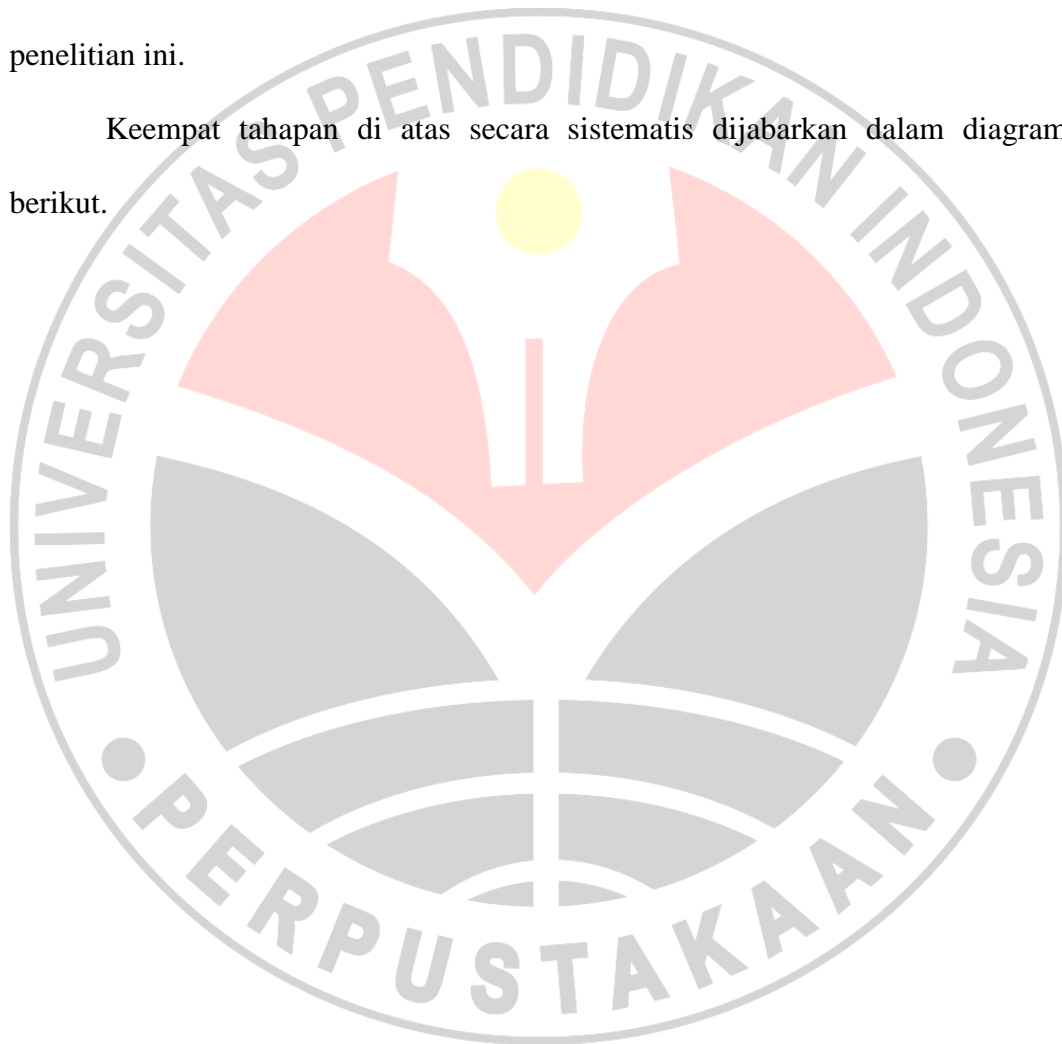 penelitian ini.
Keempat tahapan di atas secara sistematis dijabarkan dalam diagram
berikut.
UNIVERSITAS PENDIDIKAN INDONESIA
PERPUSTAKAAN